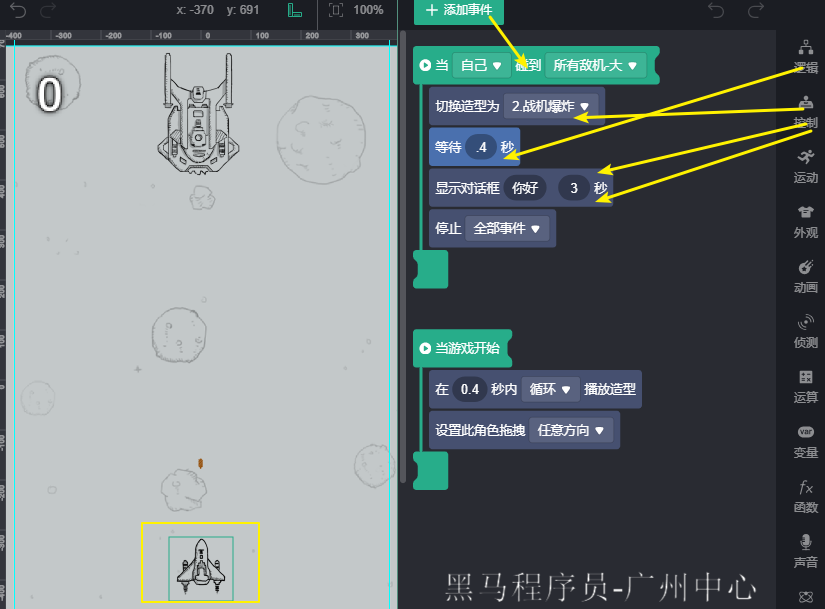 x: -370 y: 691
100%
添加事件
-400 -300 -200 -100 0 100 200 300
0
当 自己 碰到 所有敌机-大
切换造型为 2.战机爆炸
等待 .4 秒
显示对话框 你好 3 秒
停止 全部事件
当游戏开始
在 0.4 秒内 循环 播放造型
设置此角色拖拽 任意方向
逻辑
控制
运动
外观
动画
侦测
运算
var
变量
fx
函数
声音
黑马程序员-广州中心